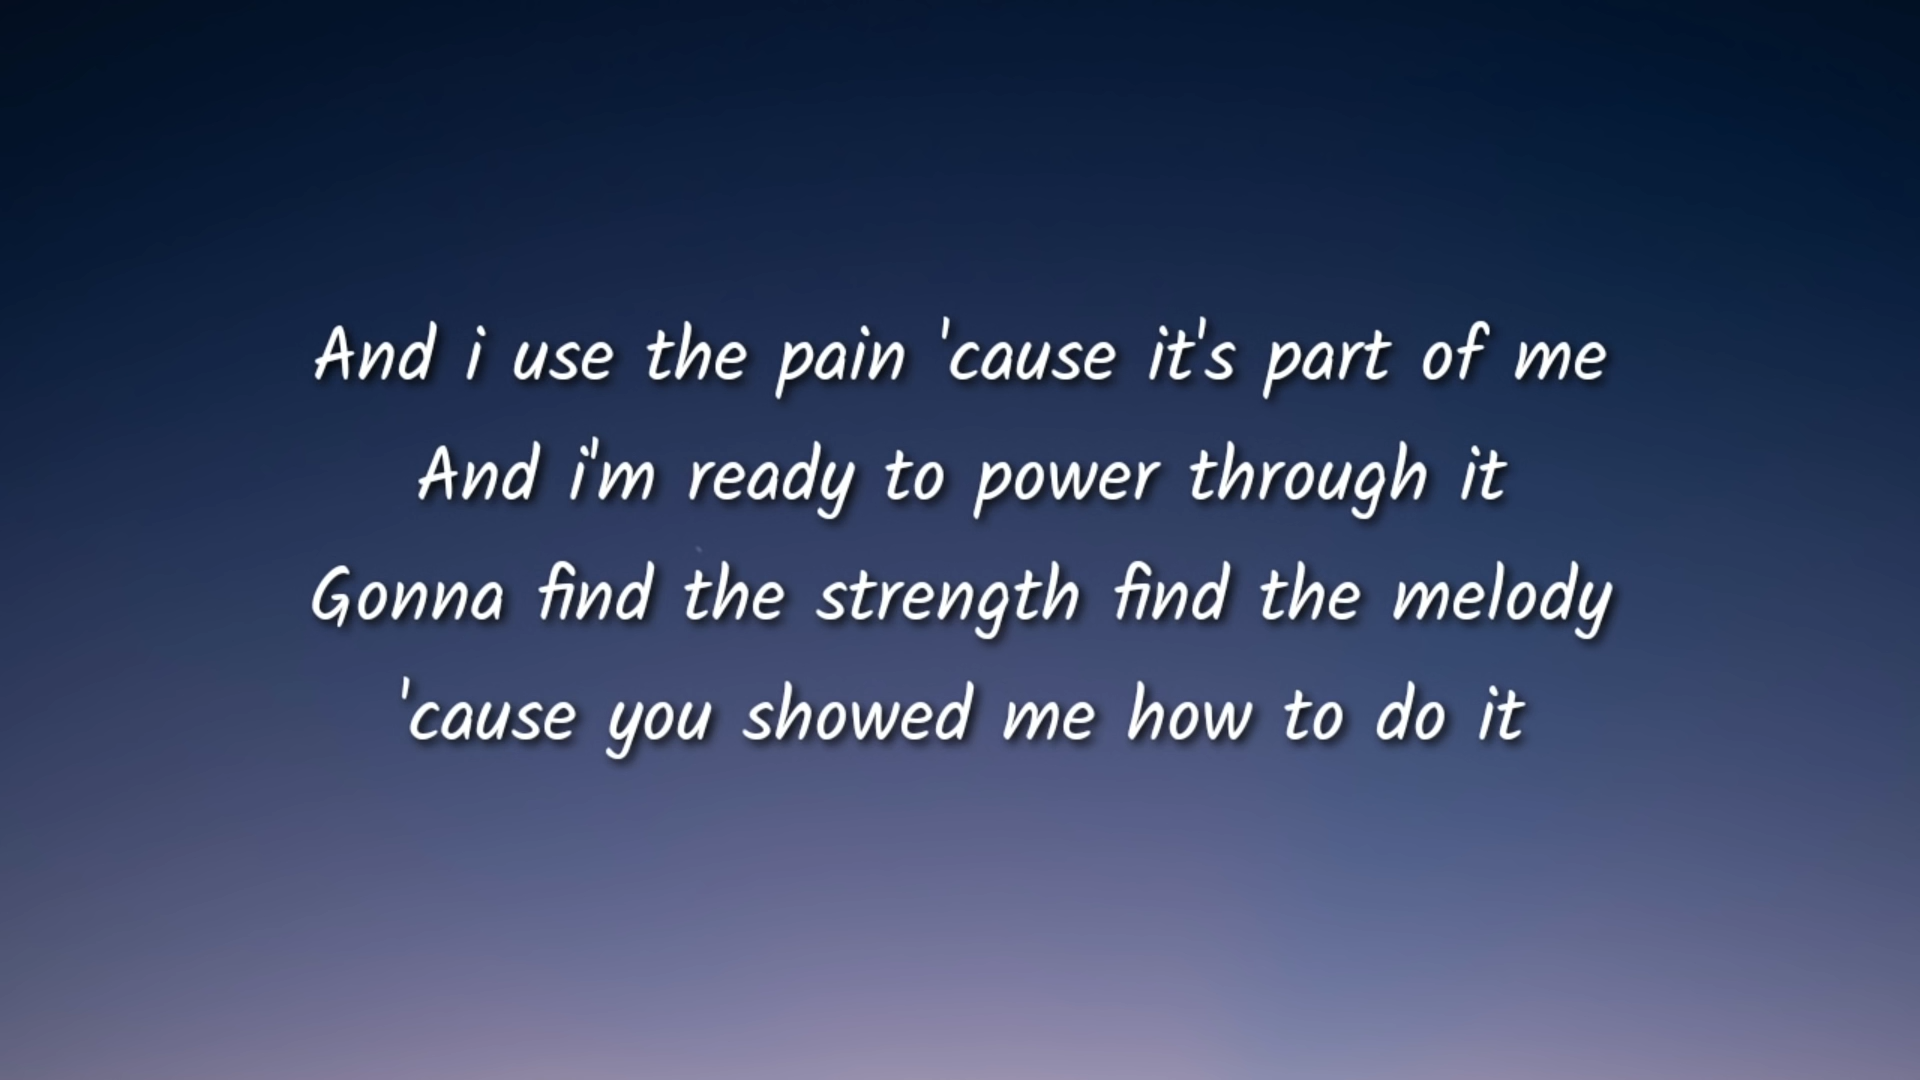 And i use the pain 'cause it's part of me
And i'm ready to power through it
Gonna find the strength find the melody
'cause you showed me how to do it